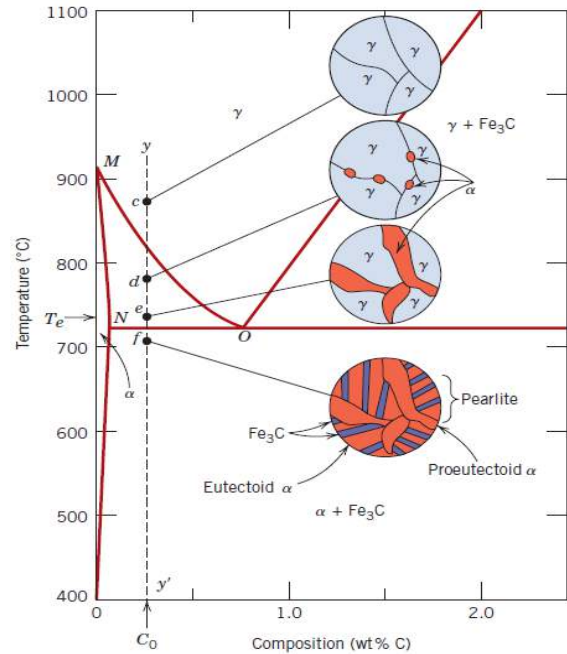 1100
1000
900
800
700
600
500
400
Temperature (°C)
T_e
M
N
O
y
y′
c
d
e
f
α
γ
γ
γ
γ
γ
γ + Fe₃C
γ
γ
γ
γ
α
γ
γ
γ
γ
Pearlite
Fe₃C
Proeutectoid α
Eutectoid α
α + Fe₃C
0
1.0
2.0
C₀
Composition (wt% C)